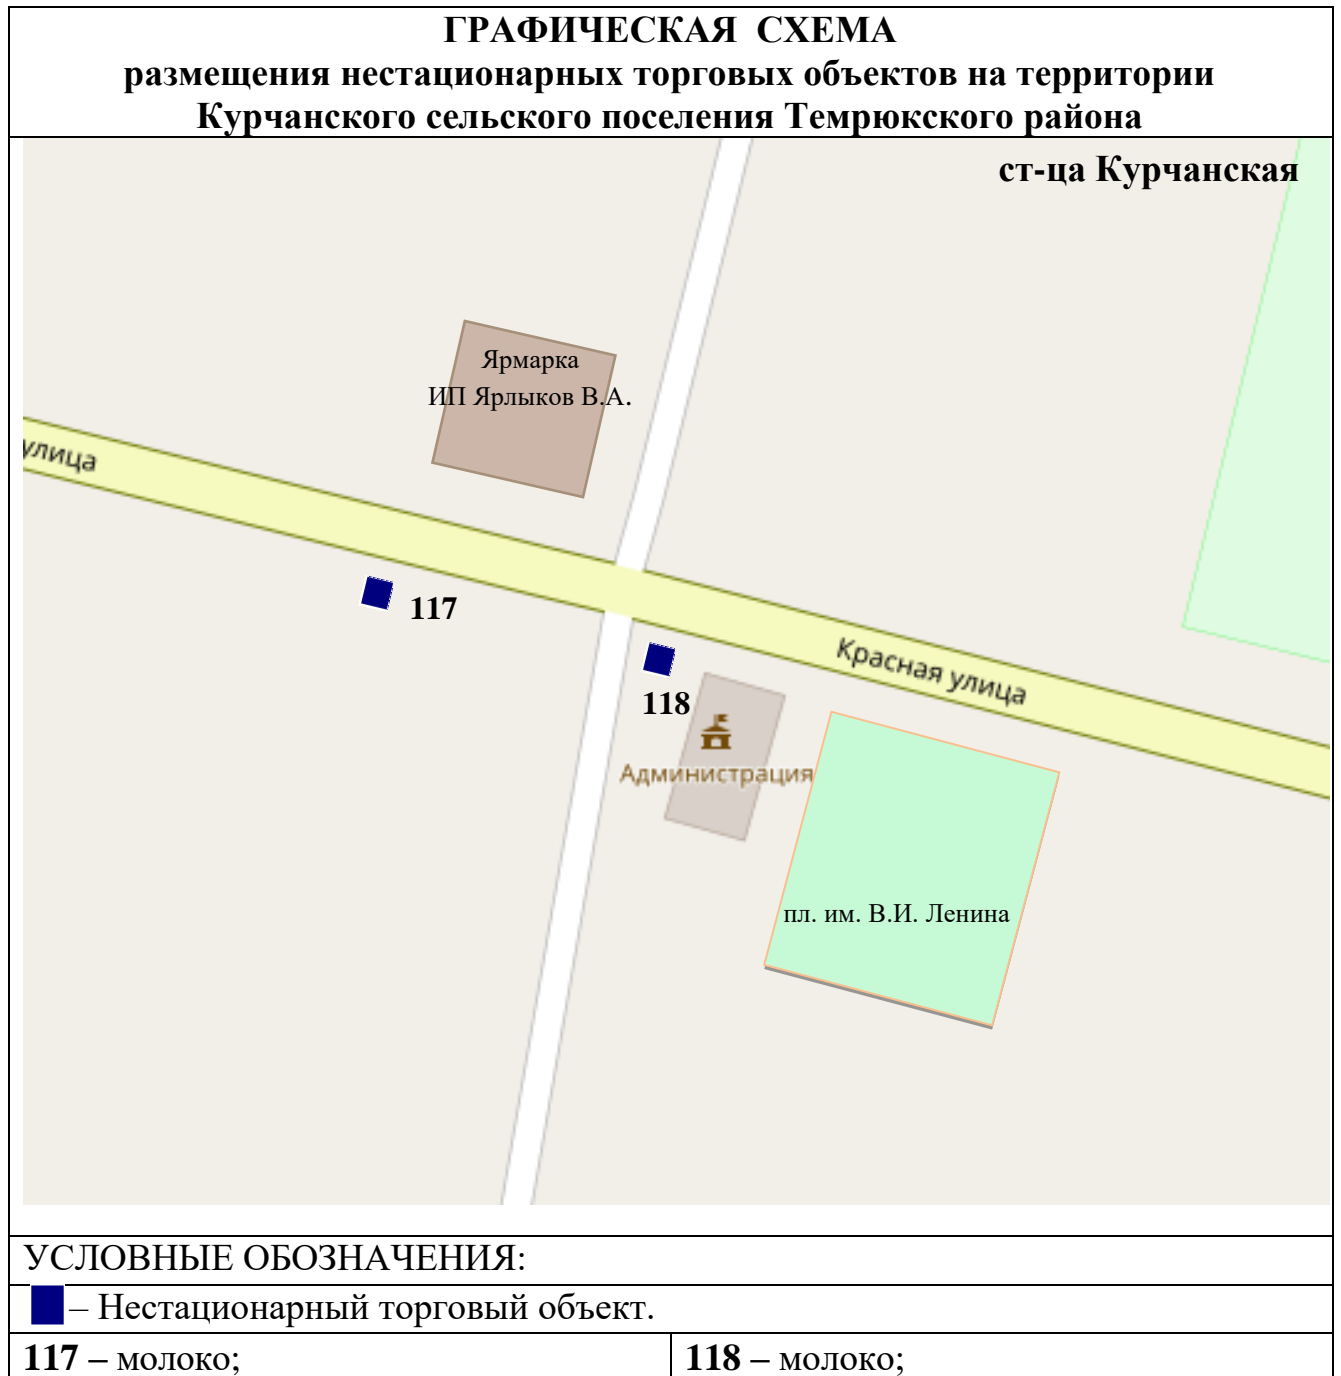 ГРАФИЧЕСКАЯ СХЕМА
размещения нестационарных торговых объектов на территории
Курчанского сельского поселения Темрюкского района
ст-ца Курчанская
Ярмарка
ИП Ярлыков В.А.
улица
117
Красная улица
118
Администрация
пл. им. В.И. Ленина
УСЛОВНЫЕ ОБОЗНАЧЕНИЯ:
– Нестационарный торговый объект.
117 – молоко;
118 – молоко;